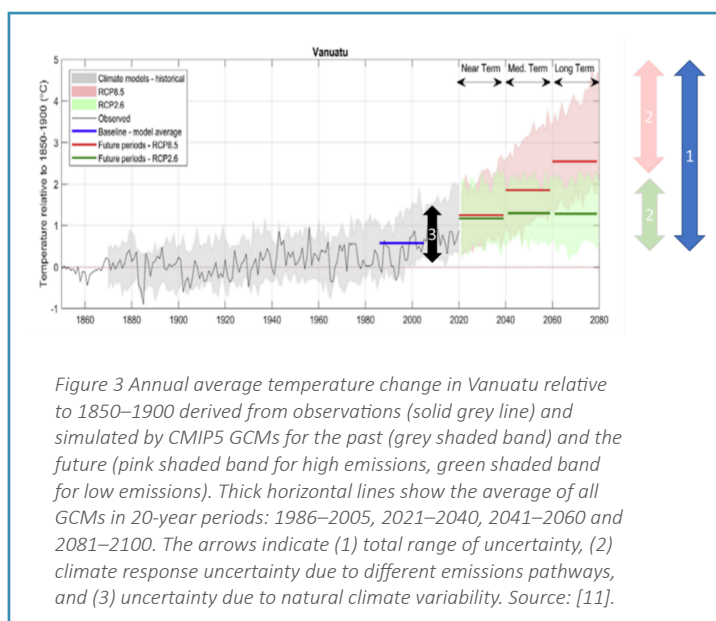 Vanuatu
5
4
3
2
1
0
-1
Temperature relative to 1850-1900 (°C)
Climate models - historical
RCP8.5
RCP2.6
Observed
Baseline - model average
Future periods - RCP8.5
Future periods - RCP2.6
Near Term
Med. Term
Long Term
3
2
2
1
1860 1880 1900 1920 1940 1960 1980 2000 2020 2040 2060 2080
Figure 3 Annual average temperature change in Vanuatu relative
to 1850–1900 derived from observations (solid grey line) and
simulated by CMIP5 GCMs for the past (grey shaded band) and the
future (pink shaded band for high emissions, green shaded band
for low emissions). Thick horizontal lines show the average of all
GCMs in 20-year periods: 1986–2005, 2021–2040, 2041–2060 and
2081–2100. The arrows indicate (1) total range of uncertainty, (2)
climate response uncertainty due to different emissions pathways,
and (3) uncertainty due to natural climate variability. Source: [11].